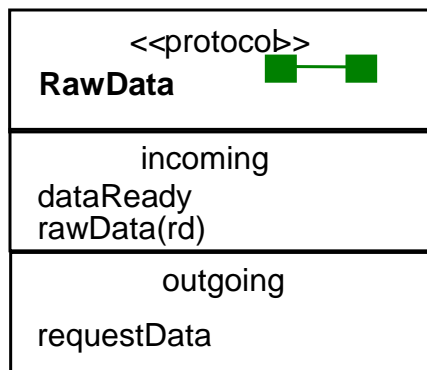 <<protocol>>
RawData
incoming
dataReady
rawData(rd)
outgoing
requestData